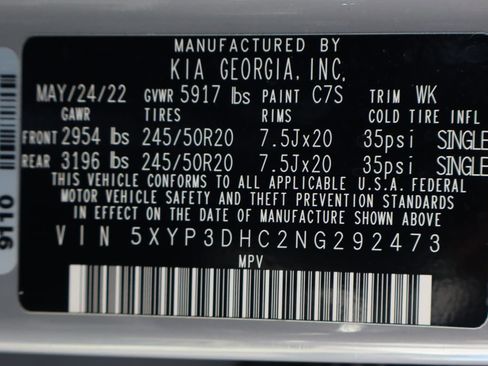 MANUFACTURED BY
KIA GEORGIA, INC.
MAY/24/22 GVWR 5917 lbs PAINT C7S TRIM WK
GAWR TIRES RIMS COLD TIRE INFL
FRONT 2954 lbs 245/50R20 7.5Jx20 35psi SINGLE
REAR 3196 lbs 245/50R20 7.5Jx20 35psi SINGLE
THIS VEHICLE CONFORMS TO ALL APPLICABLE U.S.A. FEDERAL
MOTOR VEHICLE SAFETY AND THEFT PREVENTION STANDARDS
IN EFFECT ON THE DATE OF MANUFACTURE SHOWN ABOVE
VIN 5XYP3DHC2NG292473
MPV
9110